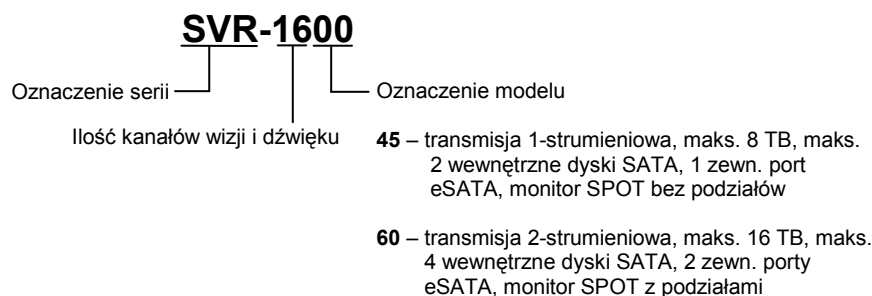 SVR-1600
Oznaczenie serii
Oznaczenie modelu
Ilość kanałów wizji i dźwięku
45 – transmisja 1-strumieniowa, maks. 8 TB, maks.
2 wewnętrzne dyski SATA, 1 zewn. port
eSATA, monitor SPOT bez podziałów
60 – transmisja 2-strumieniowa, maks. 16 TB, maks.
4 wewnętrzne dyski SATA, 2 zewn. porty
eSATA, monitor SPOT z podziałami